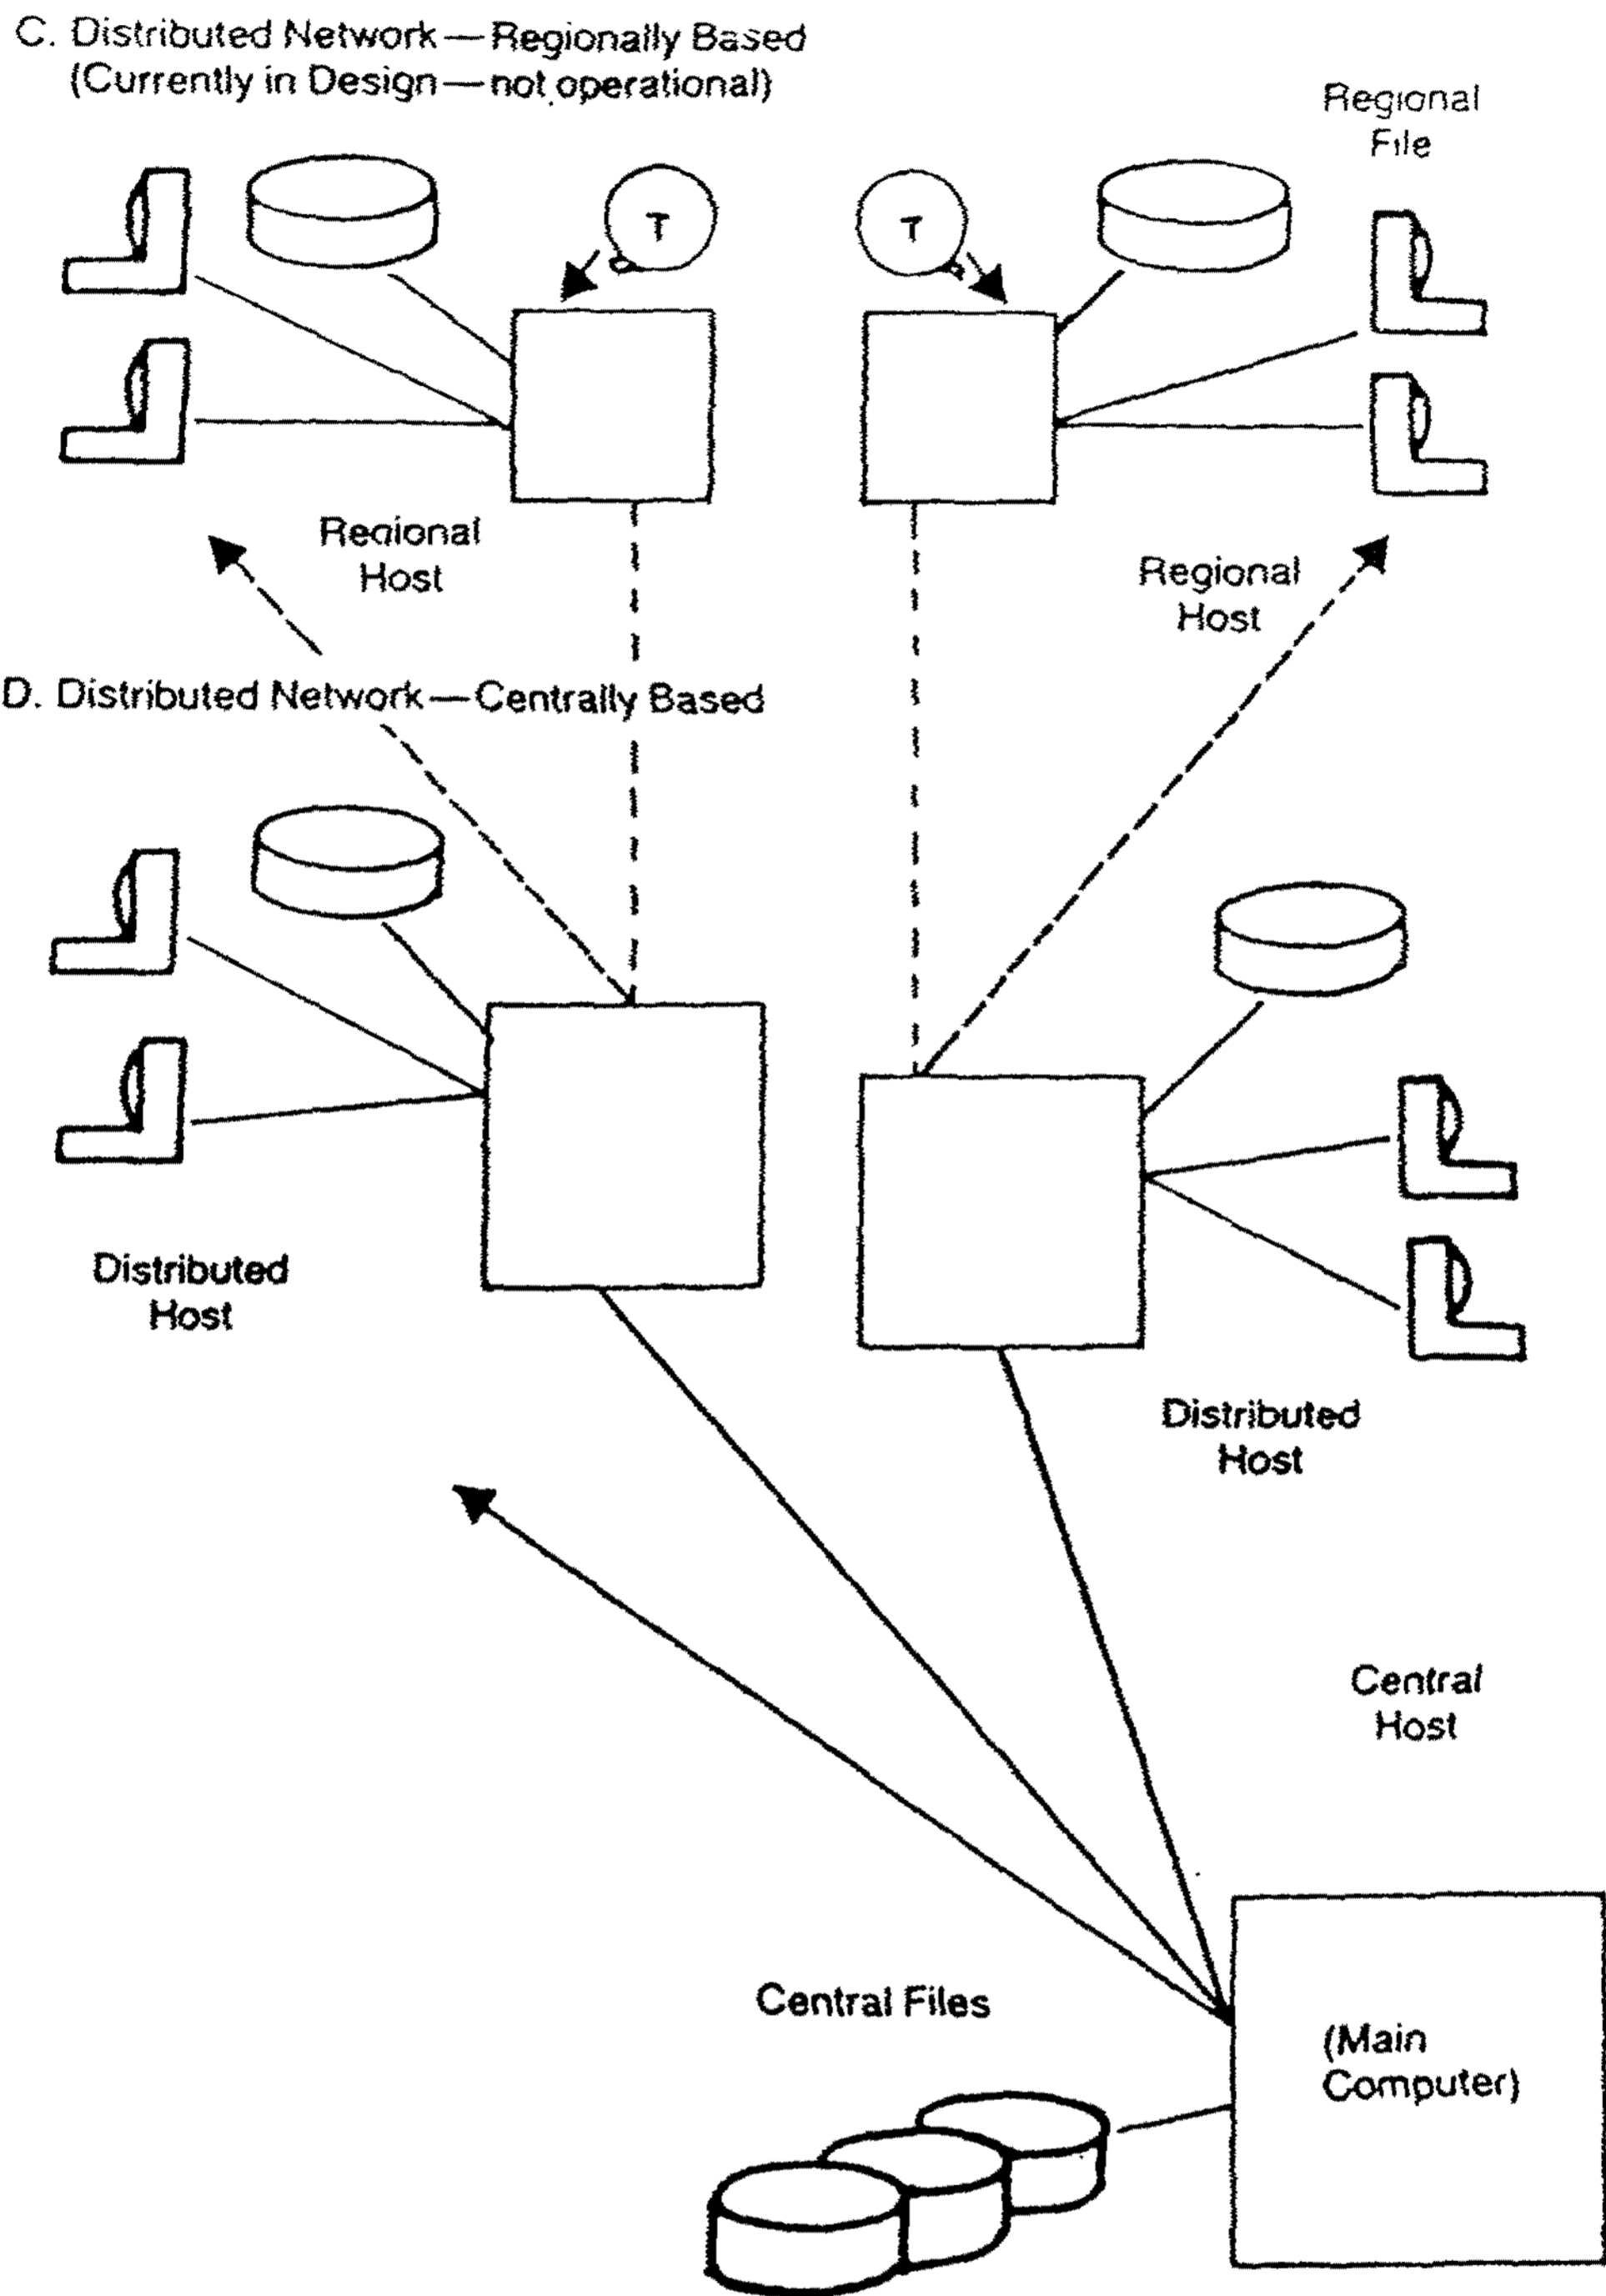 C. Distributed Network—Regionally Based
(Currently in Design—not operational)
Regional
File
T
T
Regional
Host
Regional
Host
D. Distributed Network—Centrally Based
Distributed
Host
Distributed
Host
Central
Host
Central Files
(Main
Computer)